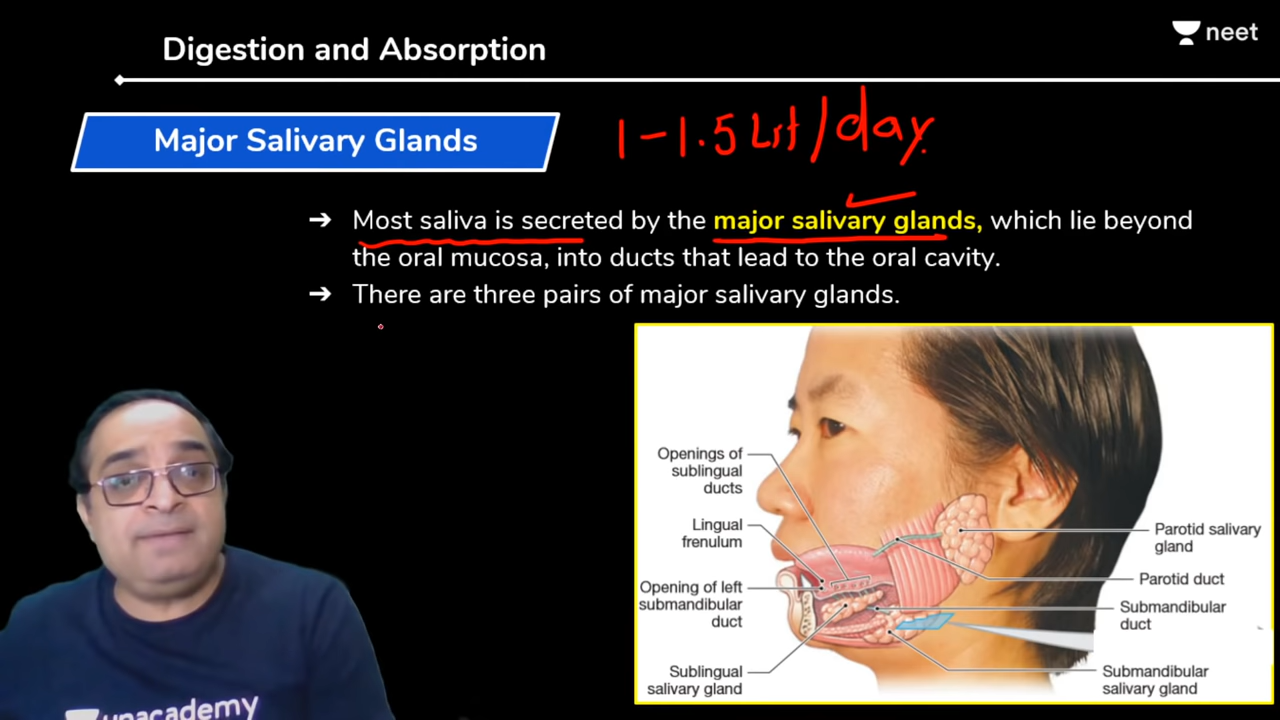 Digestion and Absorption
neet
Major Salivary Glands
1-1.5 Lit/day.
➔ Most saliva is secreted by the major salivary glands, which lie beyond
the oral mucosa, into ducts that lead to the oral cavity.
➔ There are three pairs of major salivary glands.
Openings of
sublingual
ducts
Lingual
frenulum
Opening of left
submandibular
duct
Sublingual
salivary gland
Parotid salivary
gland
Parotid duct
Submandibular
duct
Submandibular
salivary gland
unacademy